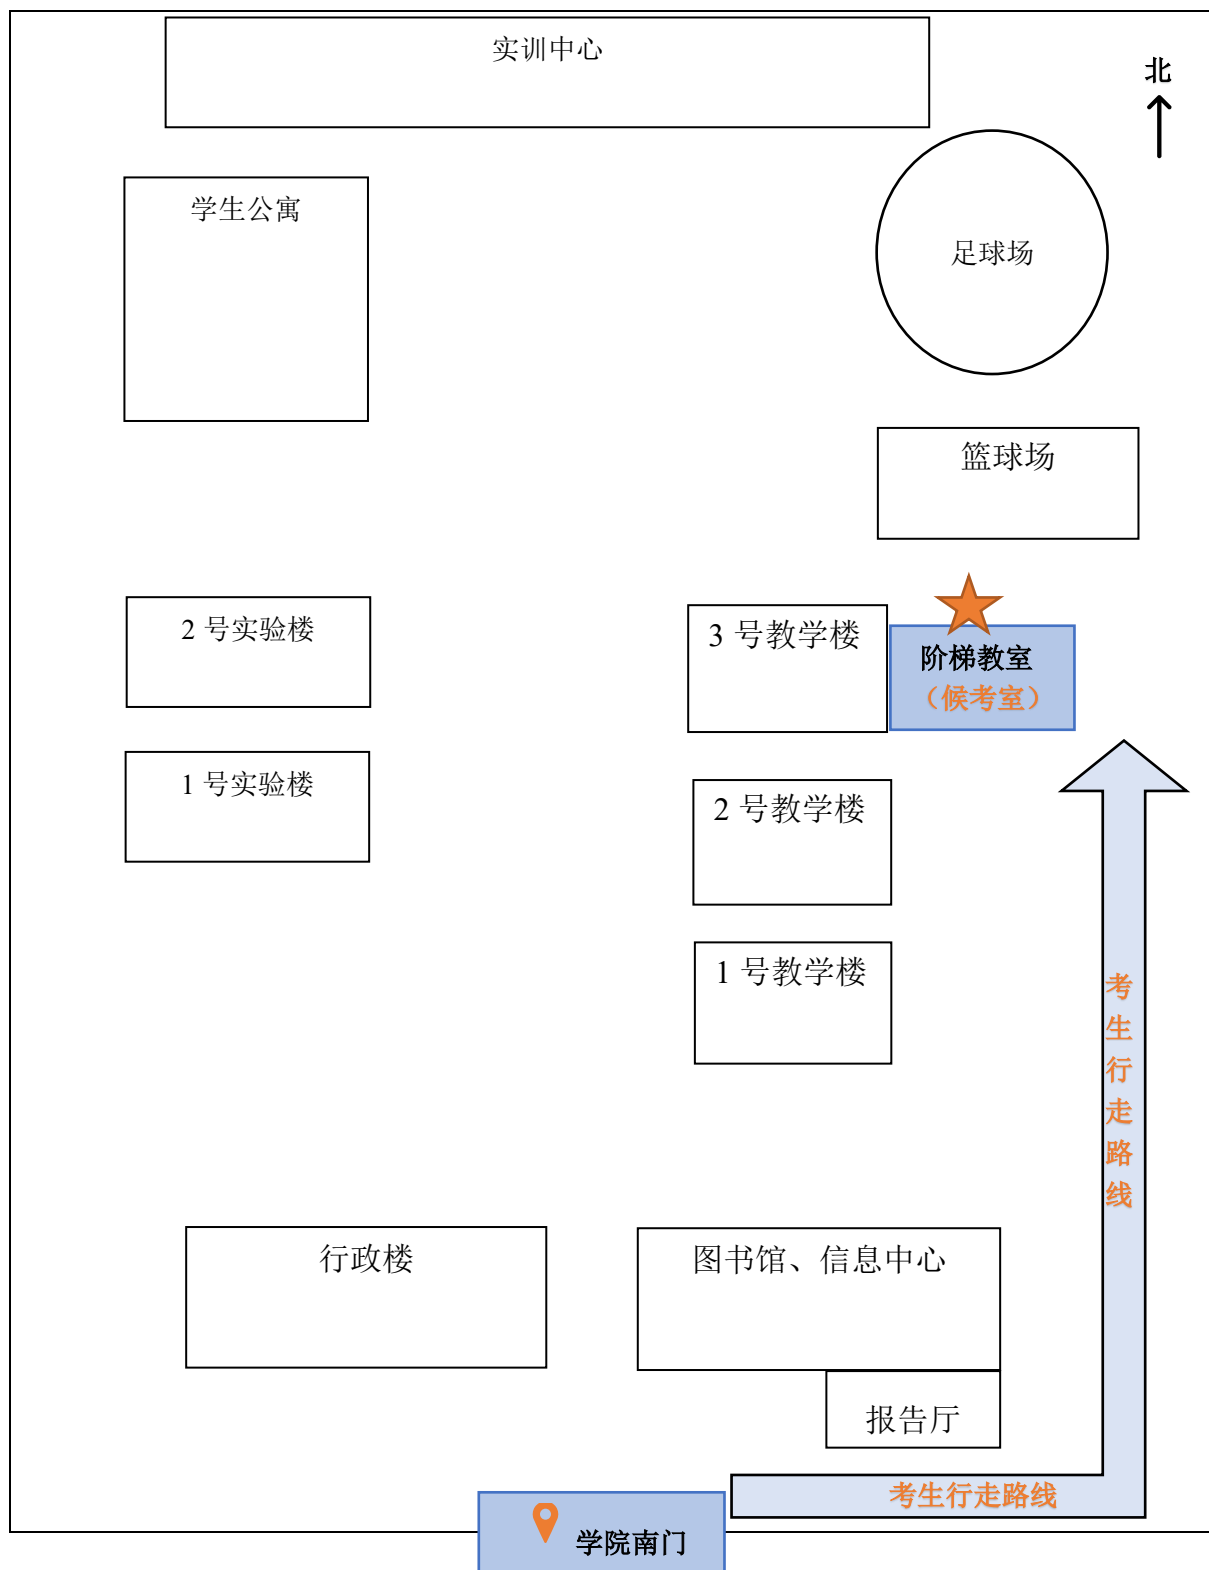 实训中心
北
学生公寓
足球场
篮球场
2 号实验楼
3 号教学楼
阶梯教室
（候考室）
1 号实验楼
2 号教学楼
1 号教学楼
考生行走路线
行政楼
图书馆、信息中心
报告厅
考生行走路线
学院南门